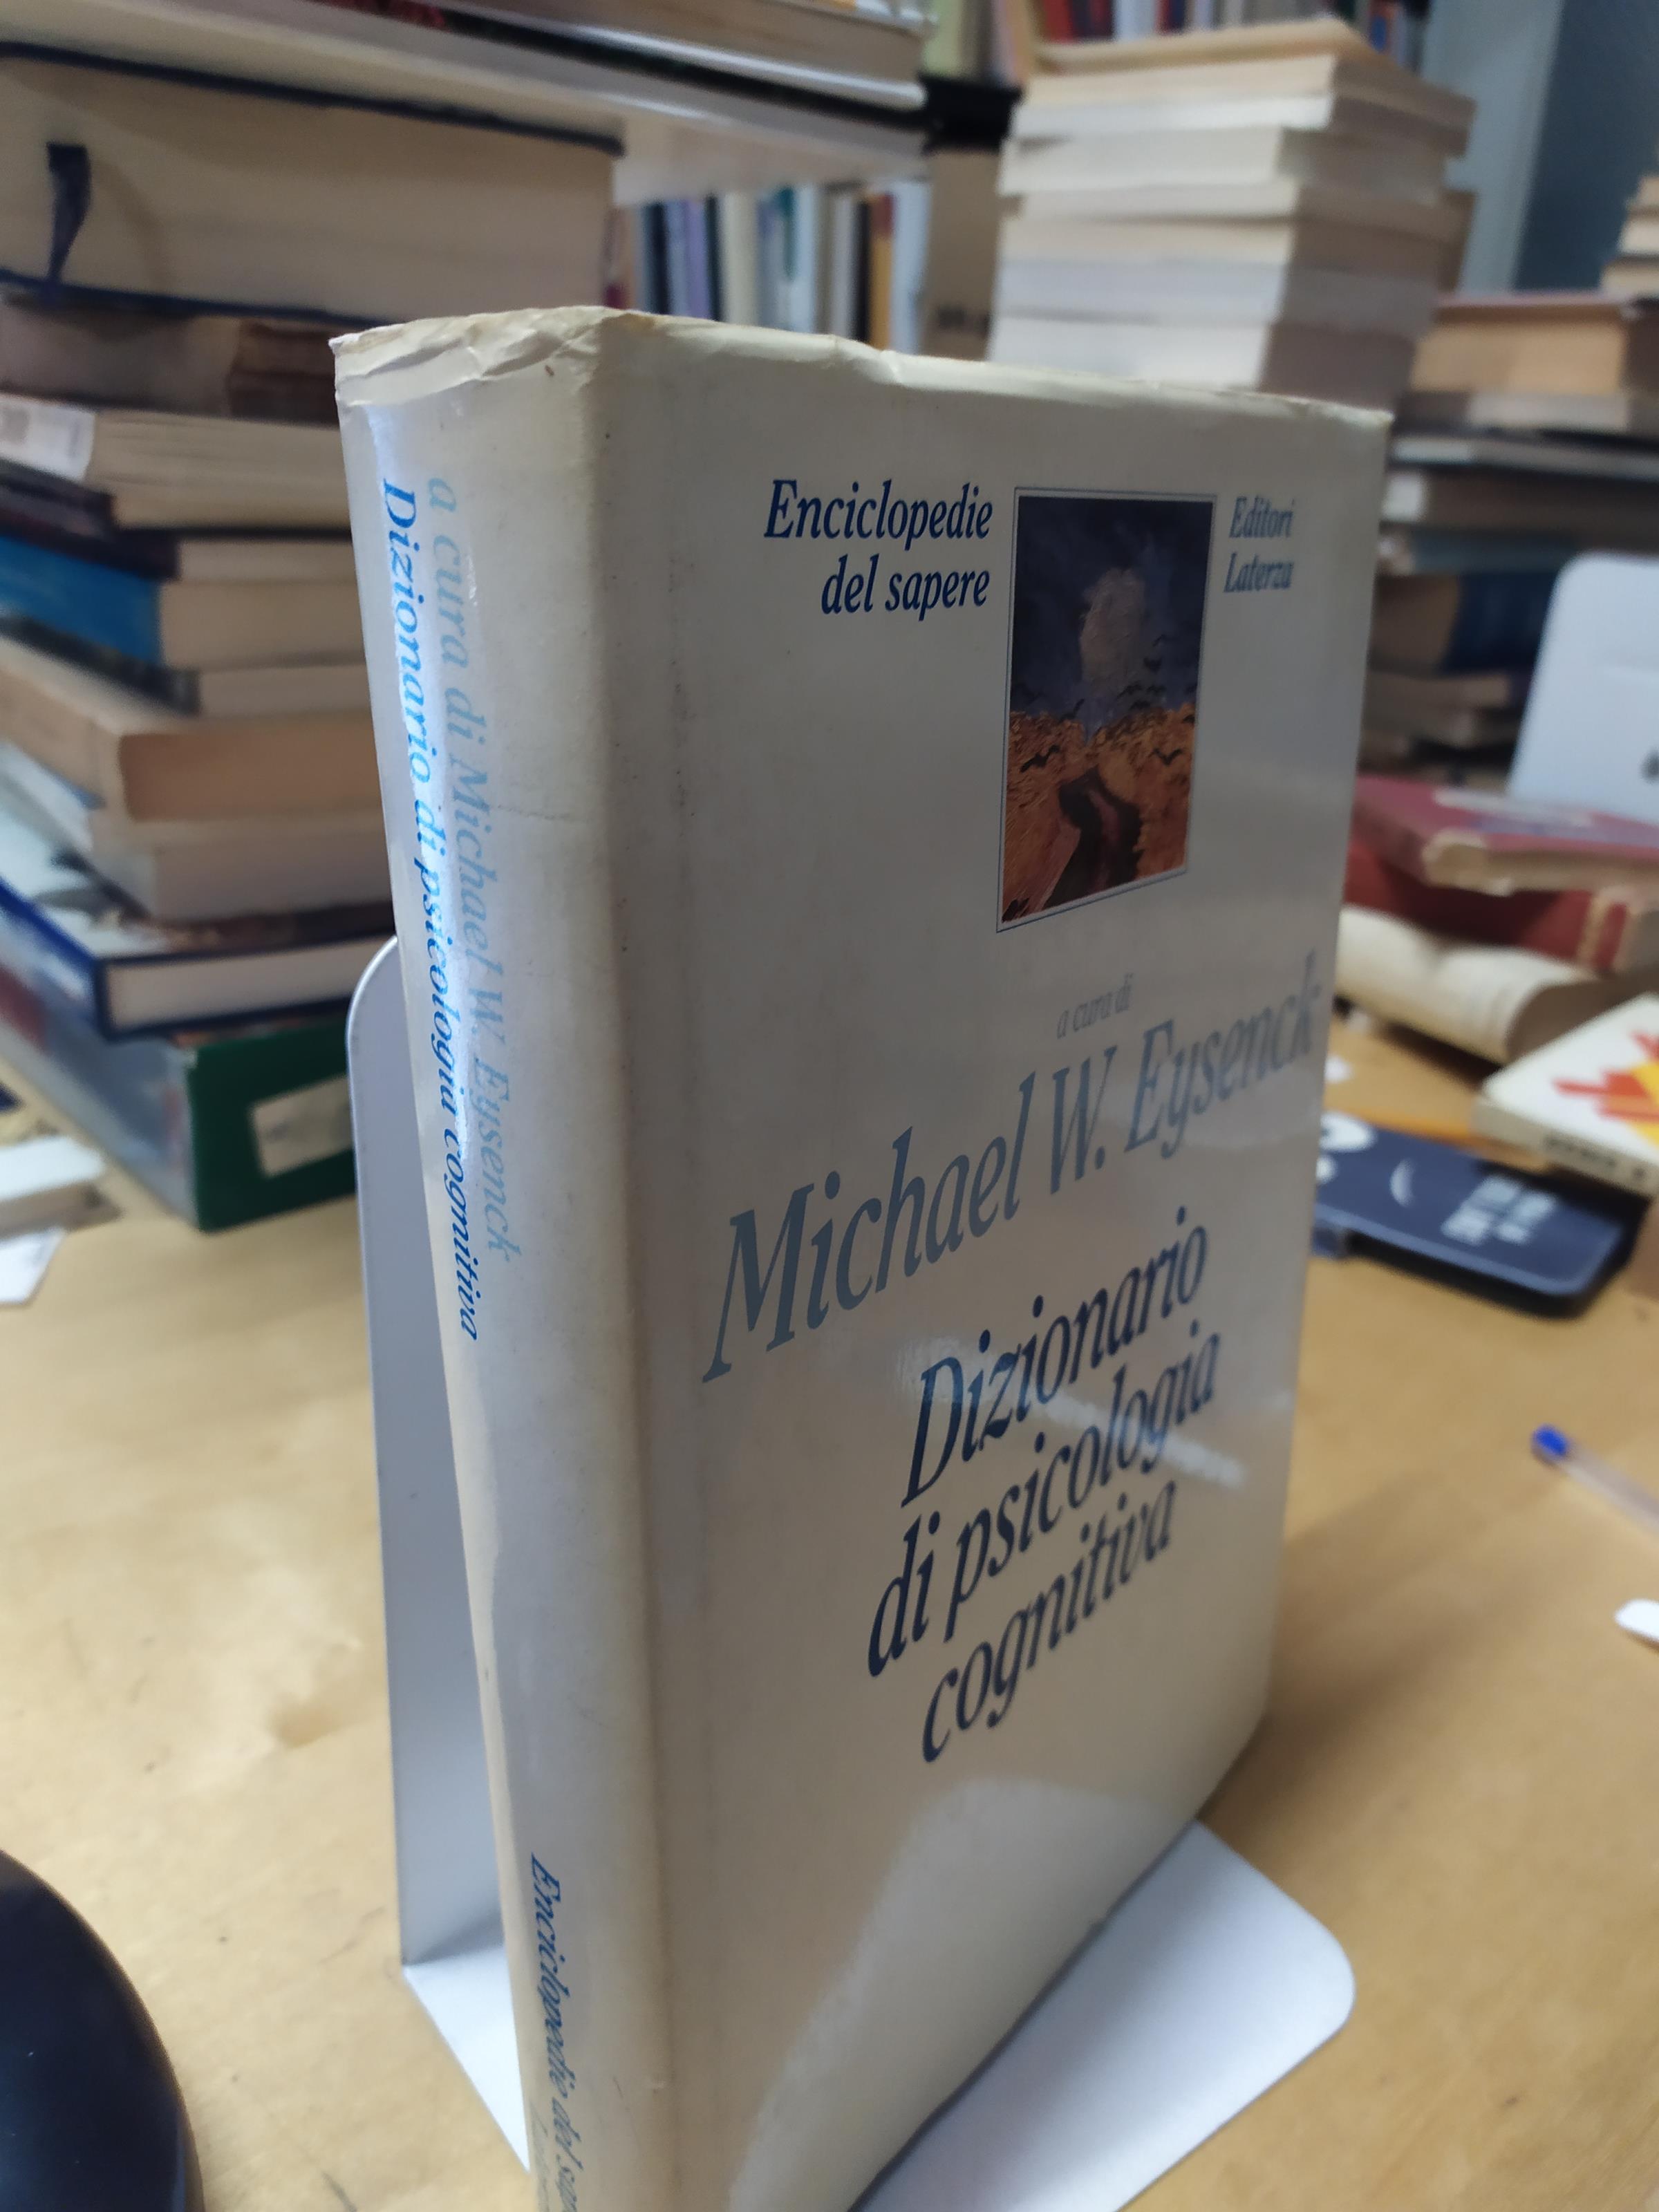 a cura di Michael W. Eysenck
Dizionario di psicologia cognitiva
Enciclopedie del
Enciclopedie
del sapere
Editori
Laterza
a cura di
Michael W. Eysenck
Dizionario
di psicologia
cognitiva